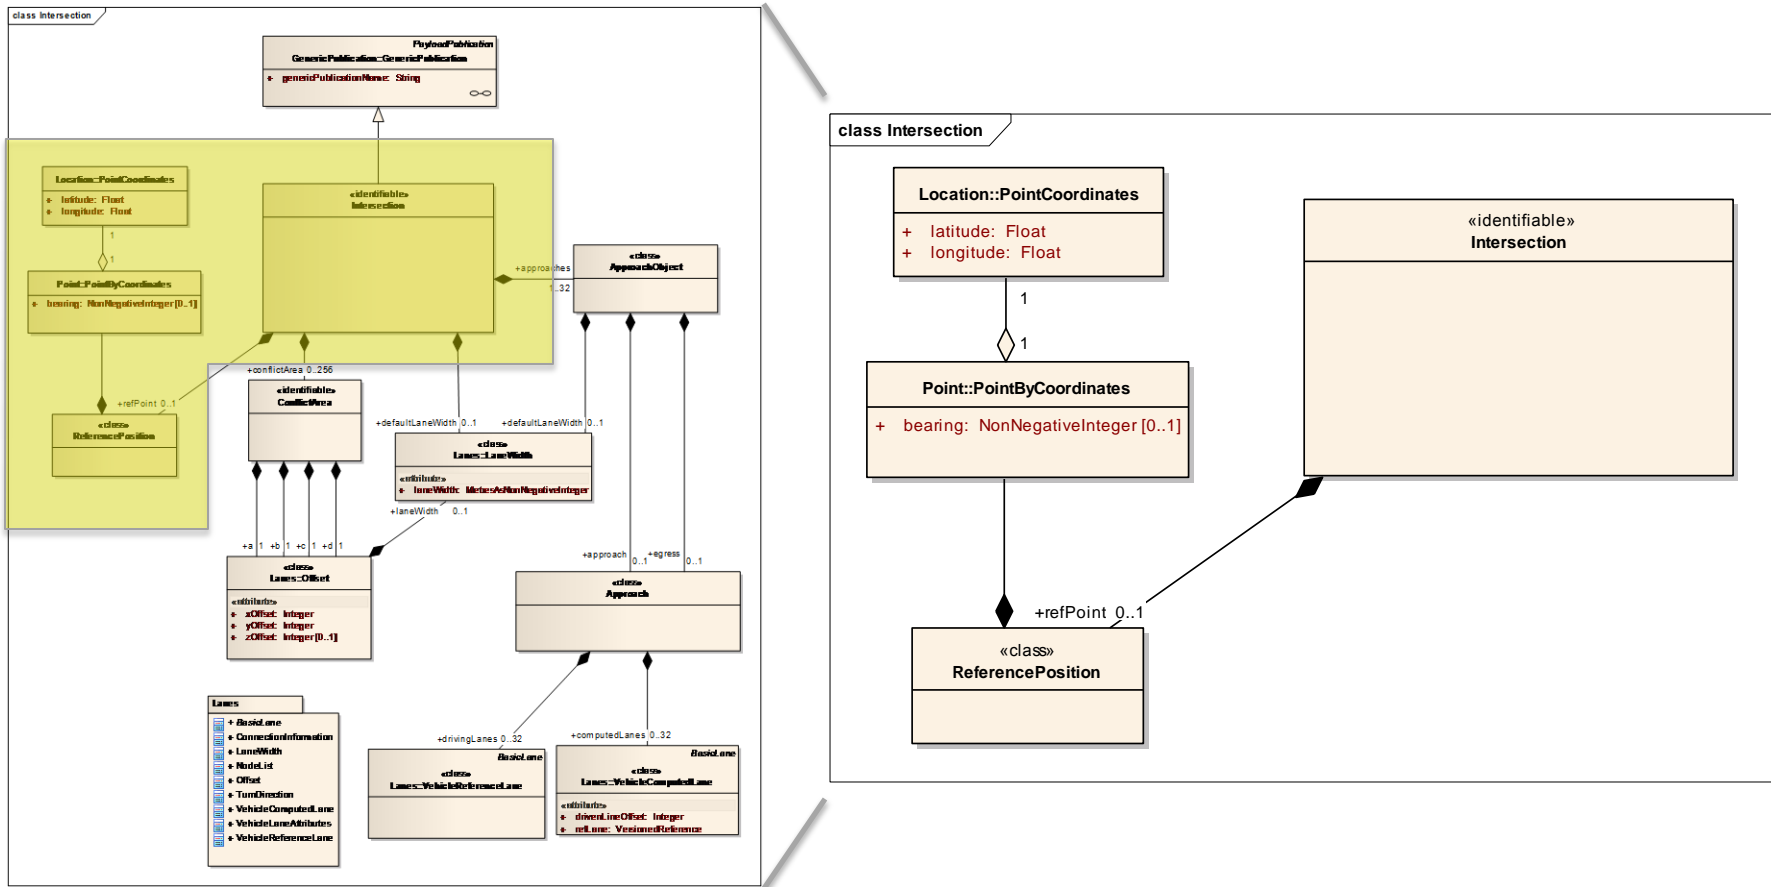 class Intersection
PayloadPublication
GenericPublication::GenericPublication
+ genericPublicationName: String
Location::PointCoordinates
+ latitude: Float
+ longitude: Float
1
1
Point::PointByCoordinates
+ bearing: NonNegativeInteger [0..1]
«identifiable»
Intersection
+approaches
1..32
«class»
ApproachObject
+conflictArea 0..256
+refPoint 0..1
«class»
ReferencePosition
«identifiable»
ConflictArea
+defaultLaneWidth 0..1
+defaultLaneWidth 0..1
«class»
Lanes::LaneWidth
«attribute»
+ laneWidth: MetresAsNonNegativeInteger
+laneWidth 0..1
+a 1 +b 1 +c 1 +d 1
«class»
Lanes::Offset
«attribute»
+ xOffset: Integer
+ yOffset: Integer
+ zOffset: Integer [0..1]
+approach
0..1
+egress
0..1
«class»
Approach
+drivingLanes 0..32
+computedLanes 0..32
BasicLane
«class»
Lanes::VehicleReferenceLane
BasicLane
«class»
Lanes::VehicleComputedLane
«attribute»
+ drivenLineOffset: Integer
+ refLane: VersionedReference
Lanes
+ BasicLane
+ ConnectionInformation
+ LaneWidth
+ NodeList
+ Offset
+ TurnDirection
+ VehicleComputedLane
+ VehicleLaneAttributes
+ VehicleReferenceLane
class Intersection
Location::PointCoordinates
+ latitude: Float
+ longitude: Float
1
1
Point::PointByCoordinates
+ bearing: NonNegativeInteger [0..1]
«identifiable»
Intersection
+refPoint 0..1
«class»
ReferencePosition